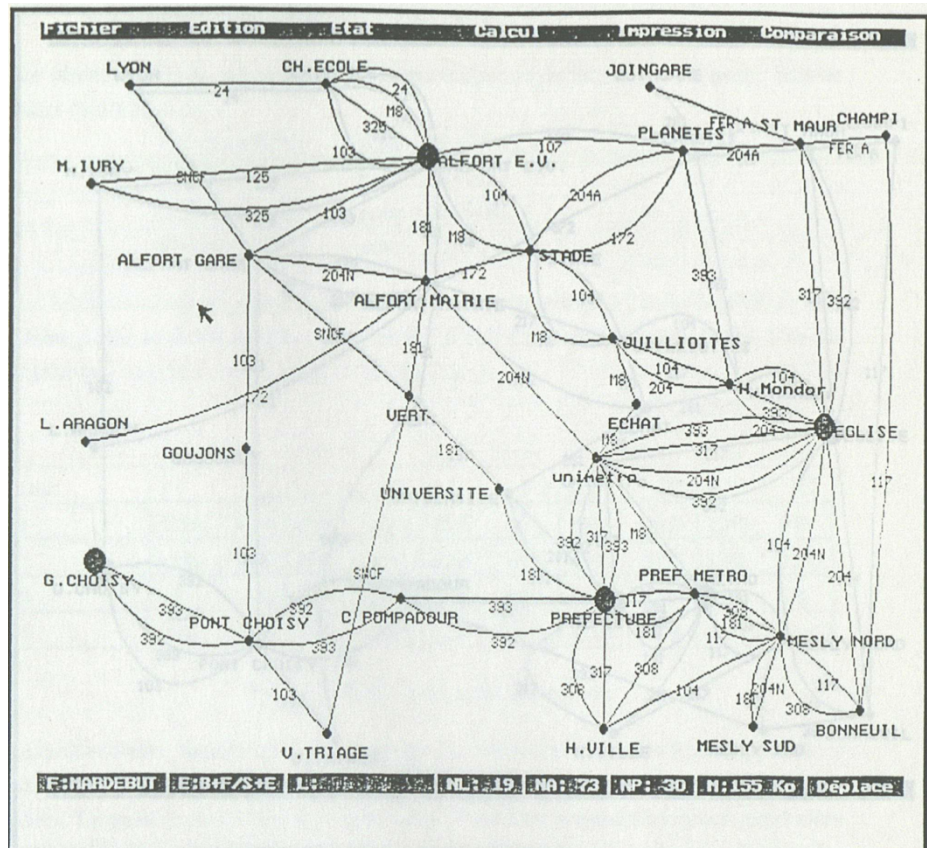 Fichier Edition Etat Calcul Impression Comparaison
LYON CH.ECOLE JOINGARE
24 24
M8
325
FER A ST MAUR CHAMPI
PLANETES
FER A
107 204A
103
ALFORT E.V.
M.IVRY
SNCF 125
104 204A
325 103
181 M8 172
STADE
ALFORT GARE
204N 172 393
ALFORT.MAIRIE
104 317 392
SNCF
M8 JUILLIOTTES
181
103 104 104
204N M8 204 H.Mondor
172
VERT ECHAT 393
L.ARAGON 393 204 EGLISE
GOUJONS 181 M8 317
unimetro
UNIVERSITE 204N 117
392
392 317 393 M8 104 204N
103
SNCF 181 PREF METRO 204
G.CHOISY
393 392 393 117 308
PONT CHOISY C.POMPADOUR PREFECTURE 181 181
392 393 392 117 MESLY NORD
317 308
308 104 204N 117
103 181 308
V.TRIAGE H.VILLE MESLY SUD BONNEUIL
F:MARDEBUT E:B+F/S+E L: NL: 19 NA: 73 NP: 30 M:155 Ko Déplace